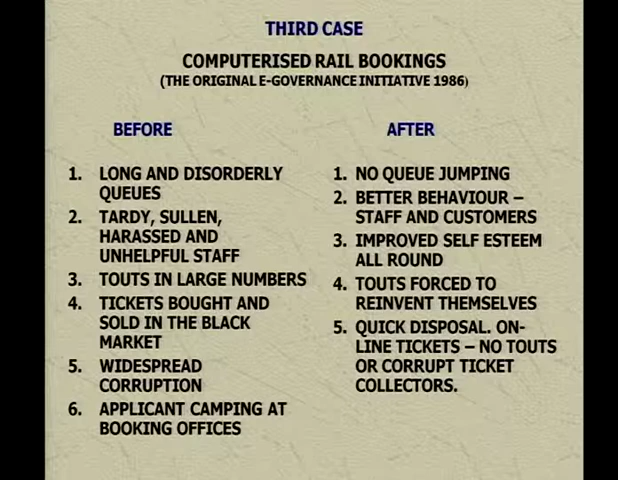 THIRD CASE
COMPUTERISED RAIL BOOKINGS
(THE ORIGINAL E-GOVERNANCE INITIATIVE 1986)
BEFORE
1. LONG AND DISORDERLY
QUEUES
2. TARDY, SULLEN,
HARASSED AND
UNHELPFUL STAFF
3. TOUTS IN LARGE NUMBERS
4. TICKETS BOUGHT AND
SOLD IN THE BLACK
MARKET
5. WIDESPREAD
CORRUPTION
6. APPLICANT CAMPING AT
BOOKING OFFICES
AFTER
1. NO QUEUE JUMPING
2. BETTER BEHAVIOUR –
STAFF AND CUSTOMERS
3. IMPROVED SELF ESTEEM
ALL ROUND
4. TOUTS FORCED TO
REINVENT THEMSELVES
5. QUICK DISPOSAL. ON-
LINE TICKETS – NO TOUTS
OR CORRUPT TICKET
COLLECTORS.